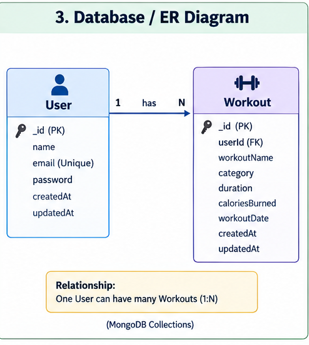 3. Database / ER Diagram
User
1 has N
Workout
_id (PK)
name
email (Unique)
password
createdAt
updatedAt
_id (PK)
userId (FK)
workoutName
category
duration
caloriesBurned
workoutDate
createdAt
updatedAt
Relationship:
One User can have many Workouts (1:N)
(MongoDB Collections)